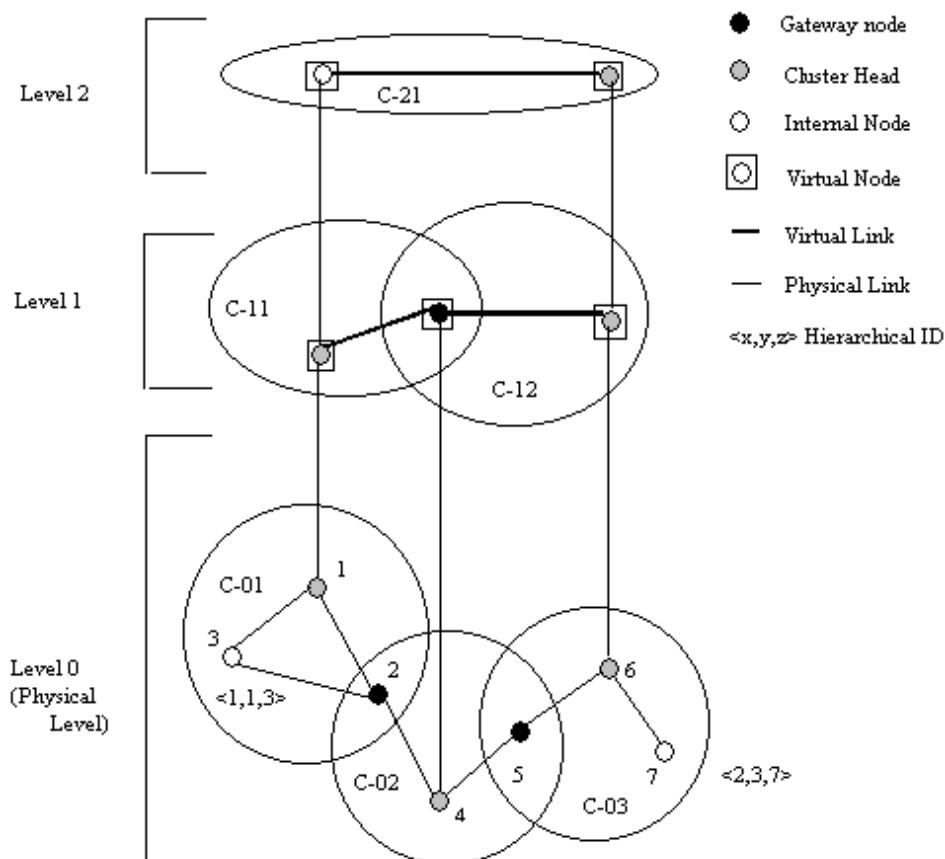 Level 2
C-21
Gateway node
Cluster Head
Internal Node
Virtual Node
Virtual Link
Physical Link
<x,y,z> Hierarchical ID
Level 1
C-11
C-12
Level 0
(Physical
Level)
C-01
1
3
2
<1,1,3>
C-02
4
5
6
7
C-03
<2,3,7>